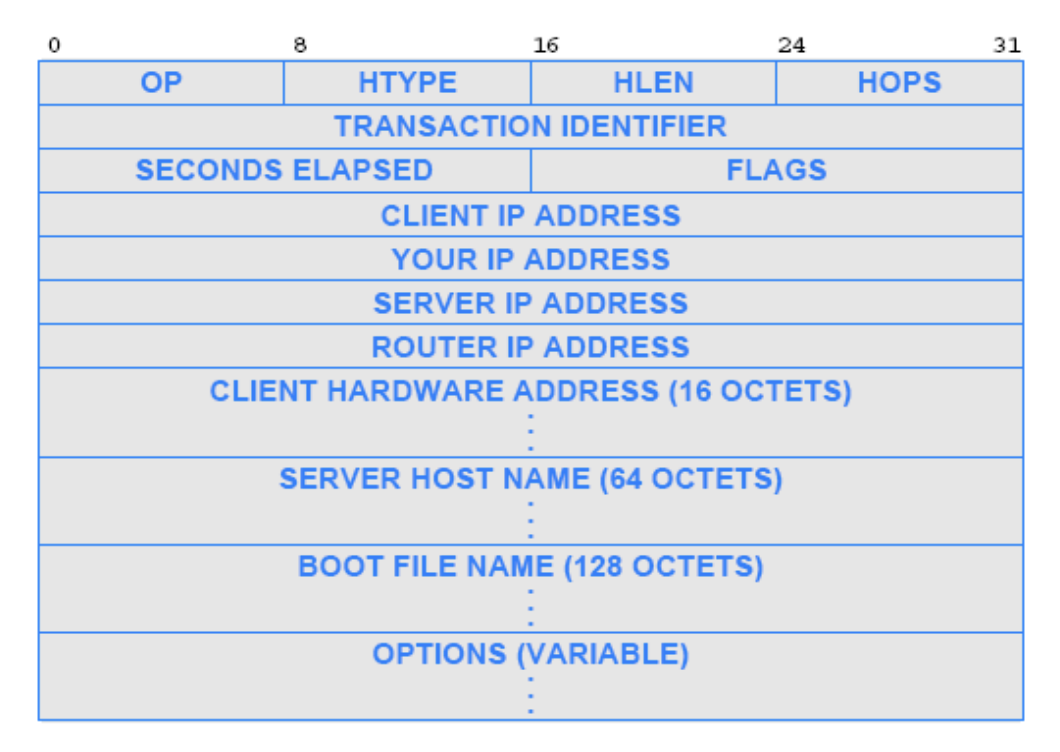 0 8 16 24 31
OP HTYPE HLEN HOPS
TRANSACTION IDENTIFIER
SECONDS ELAPSED FLAGS
CLIENT IP ADDRESS
YOUR IP ADDRESS
SERVER IP ADDRESS
ROUTER IP ADDRESS
CLIENT HARDWARE ADDRESS (16 OCTETS)
SERVER HOST NAME (64 OCTETS)
BOOT FILE NAME (128 OCTETS)
OPTIONS (VARIABLE)